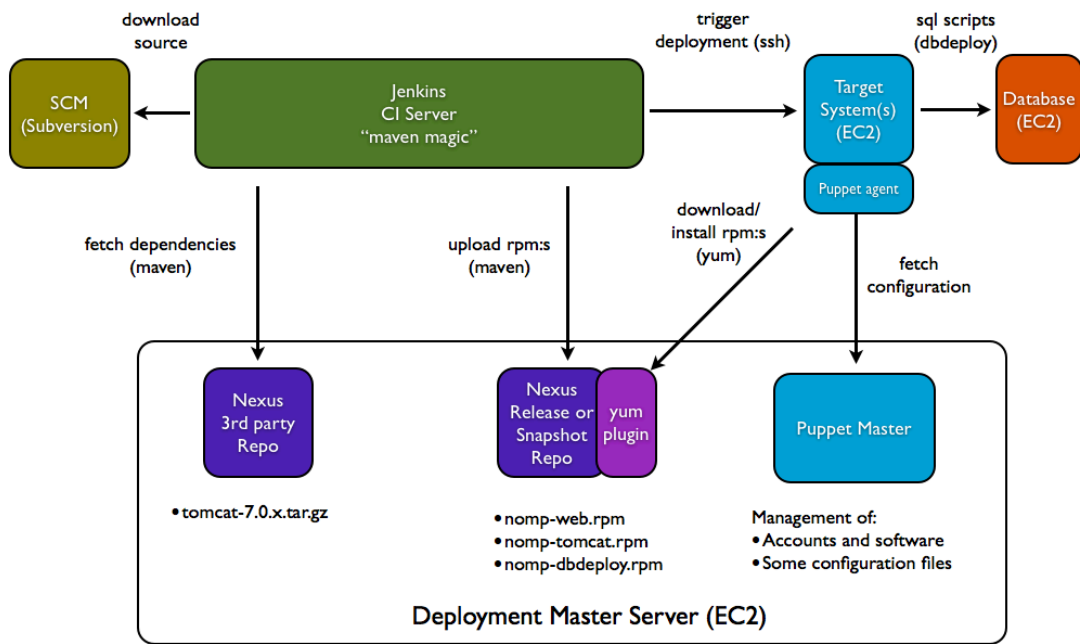 download
source
trigger
deployment (ssh)
sql scripts
(dbdeploy)
SCM
(Subversion)
Jenkins
CI Server
“maven magic”
Target
System(s)
(EC2)
Database
(EC2)
Puppet agent
fetch dependencies
(maven)
upload rpm:s
(maven)
download/
install rpm:s
(yum)
fetch
configuration
Nexus
3rd party
Repo
Nexus
Release or
Snapshot
Repo
yum
plugin
Puppet Master
•tomcat-7.0.x.tar.gz
•nomp-web.rpm
•nomp-tomcat.rpm
•nomp-dbdeploy.rpm
Management of:
•Accounts and software
•Some configuration files
Deployment Master Server (EC2)